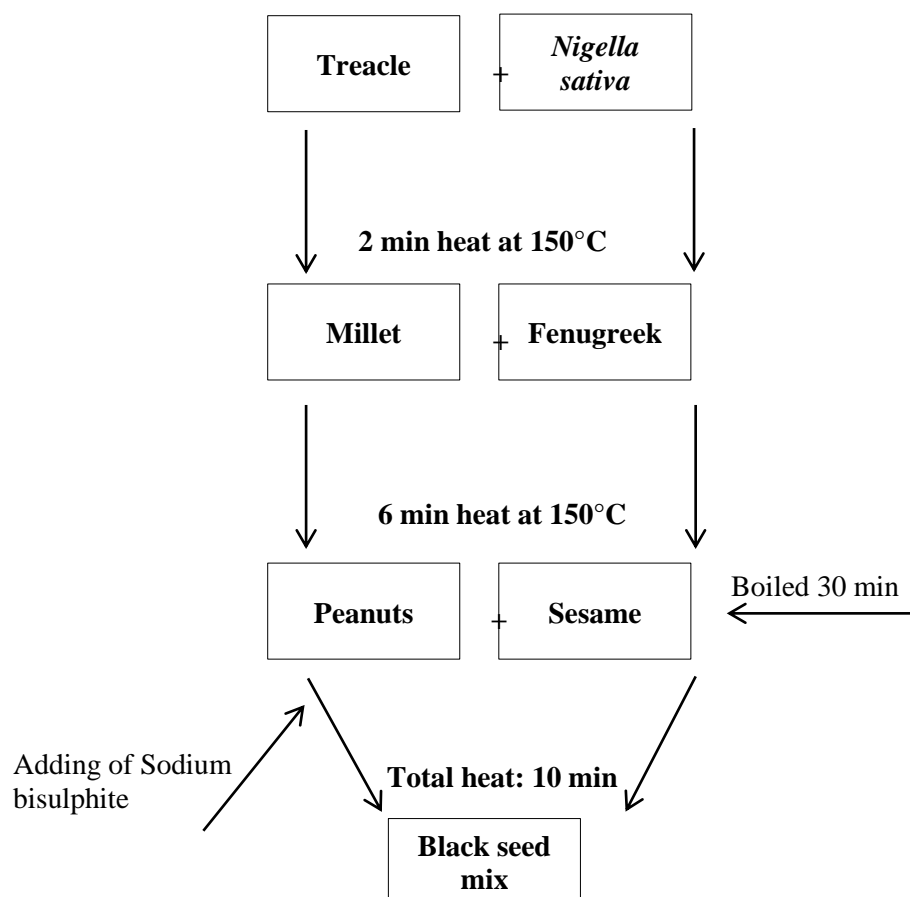 Treacle
+
Nigella
sativa
2 min heat at 150°C
Millet
+
Fenugreek
6 min heat at 150°C
Peanuts
+
Sesame
Boiled 30 min
Adding of Sodium
bisulphite
Total heat: 10 min
Black seed
mix